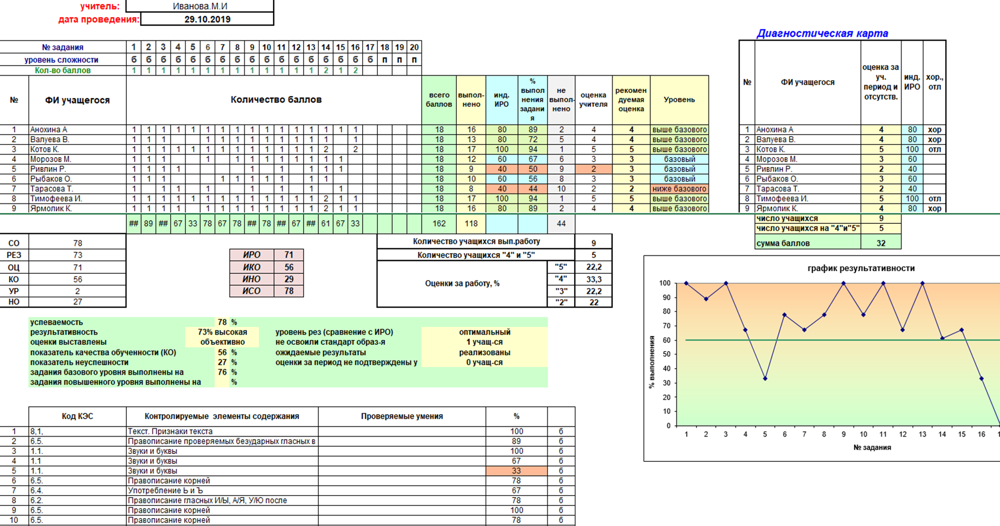 учитель: Иванова.М.И
дата проведения: 29.10.2019
Диагностическая карта
№ задания 1 2 3 4 5 6 7 8 9 10 11 12 13 14 15 16 17 18 19 20
уровень сложности б б б б б б б б б б б б б б б б б п п п
Кол-во баллов 1 1 1 1 1 1 1 1 1 1 1 1 1 2 1 2
№ ФИ учащегося Количество баллов всего баллов выпол-нено инд. ИРО % выполнения задания не выпол-нено оценка учителя рекомендуемая оценка Уровень
№ ФИ учащегося оценка за уч. период и отсутств. инд. ИРО хор., отл
1 Анохина А 1 1 1 1 1 1 1 1 1 1 1 1 1 1 1 1 18 16 80 89 2 4 4 выше базового
2 Валуева В. 1 1 1 1 1 1 1 1 1 1 1 1 1 18 13 80 72 5 4 4 выше базового
3 Котов К. 1 1 1 1 1 1 1 1 1 1 1 1 1 2 2 18 17 100 94 1 5 5 выше базового
4 Морозов М. 1 1 1 1 1 1 1 1 1 1 1 1 18 12 60 67 6 3 3 базовый
5 Ривлин Р. 1 1 1 1 1 1 1 1 1 18 9 40 50 9 2 3 базовый
6 Рыбаков О. 1 1 1 1 1 1 1 1 1 1 18 10 60 56 8 3 3 базовый
7 Тарасова Т. 1 1 1 1 1 1 1 1 18 8 40 44 10 2 2 ниже базового
8 Тимофеева И. 1 1 1 1 1 1 1 1 1 1 1 1 1 2 1 1 18 17 100 94 1 5 5 выше базового
9 Ярмолик К. 1 1 1 1 1 1 1 1 1 1 1 1 2 1 1 18 16 80 89 2 4 4 выше базового
## 89 ## 67 33 78 67 78 ## 78 ## 67 ## 61 67 33 162 118 44
1 Анохина А 4 80 хор
2 Валуева В. 4 80 хор
3 Котов К. 5 100 отл
4 Морозов М. 3 60
5 Ривлин Р. 2 40
6 Рыбаков О. 3 60
7 Тарасова Т. 2 40
8 Тимофеева И. 5 100 отл
9 Ярмолик К. 4 80 хор
число учащихся 9
число учащихся на "4"и"5" 5
сумма баллов 32
СО 78
РЕЗ 73
ОЦ 71
КО 56
УР 2
НО 27
ИРО 71
ИКО 56
ИНО 29
ИСО 78
Количество учащихся вып.работу 9
Количество учащихся "4" и "5" 5
Оценки за работу, %
"5" 22,2
"4" 33,3
"3" 22,2
"2" 22
успеваемость 78 %
результативность 73% высокая уровень рез (сравнение с ИРО) оптимальный
оценки выставлены объективно не освоили стандарт образ-я 1 учащ-ся
показатель качества обученности (КО) 56 % ожидаемые результаты реализованы
показатель неуспешности 27 % оценки за период не подтверждены у 0 учащ-ся
задания базового уровня выполнены на 76 %
задания повышенного уровня выполнены на %
график результативности
100
90
80
70
60
50
40
30
20
10
0
% выполнения
1 2 3 4 5 6 7 8 9 10 11 12 13 14 15 16
№ задания
Код КЭС Контролируемые элементы содержания Проверяемые умения %
1 8,1, Текст. Признаки текста 100 б
2 6.5. Правописание проверяемых безударных гласных в 89 б
3 1.1. Звуки и буквы 100 б
4 1.1 Звуки и буквы 67 б
5 1.1. Звуки и буквы 33 б
6 6.5. Правописание корней 78 б
7 6.4. Употребление Ь и Ъ 67 б
8 6.2. Правописание гласных И/Ы, А/Я, У/Ю после 78 б
9 6.5. Правописание корней 100 б
10 6.5. Правописание корней 78 б